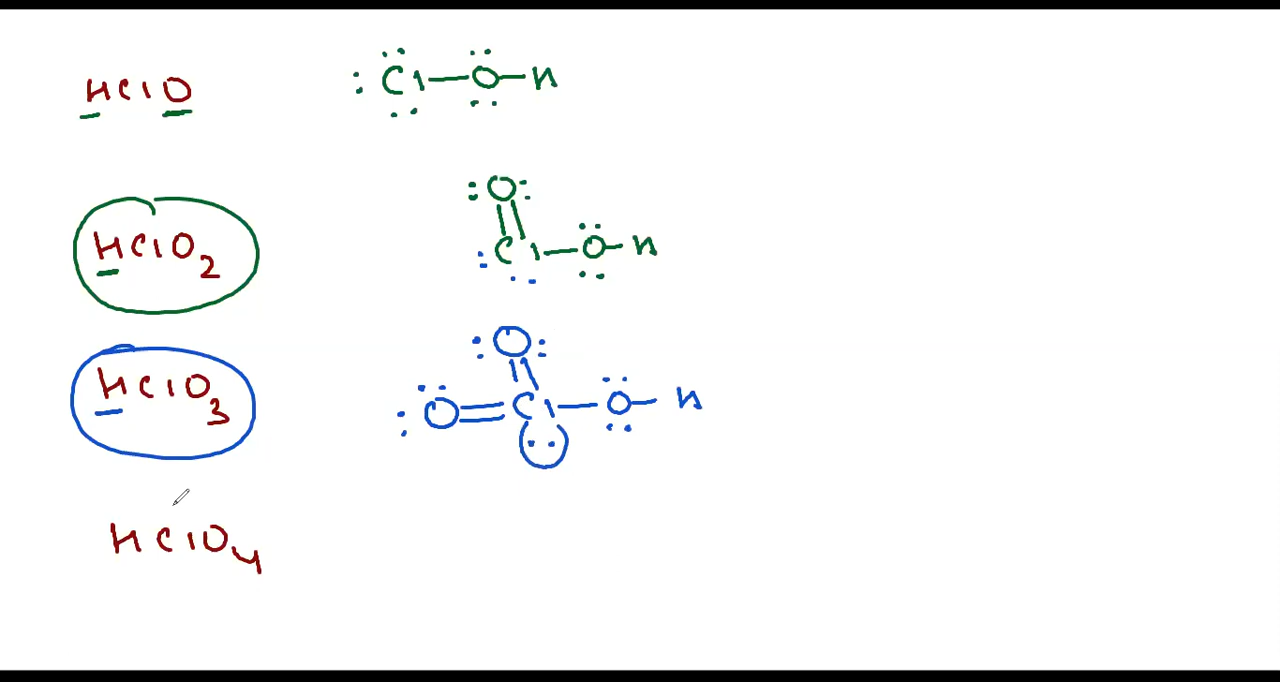 HClO
:Cl—O—H
HClO2
O
Cl—O—H
O
HClO3
O=Cl—O—H
HClO4